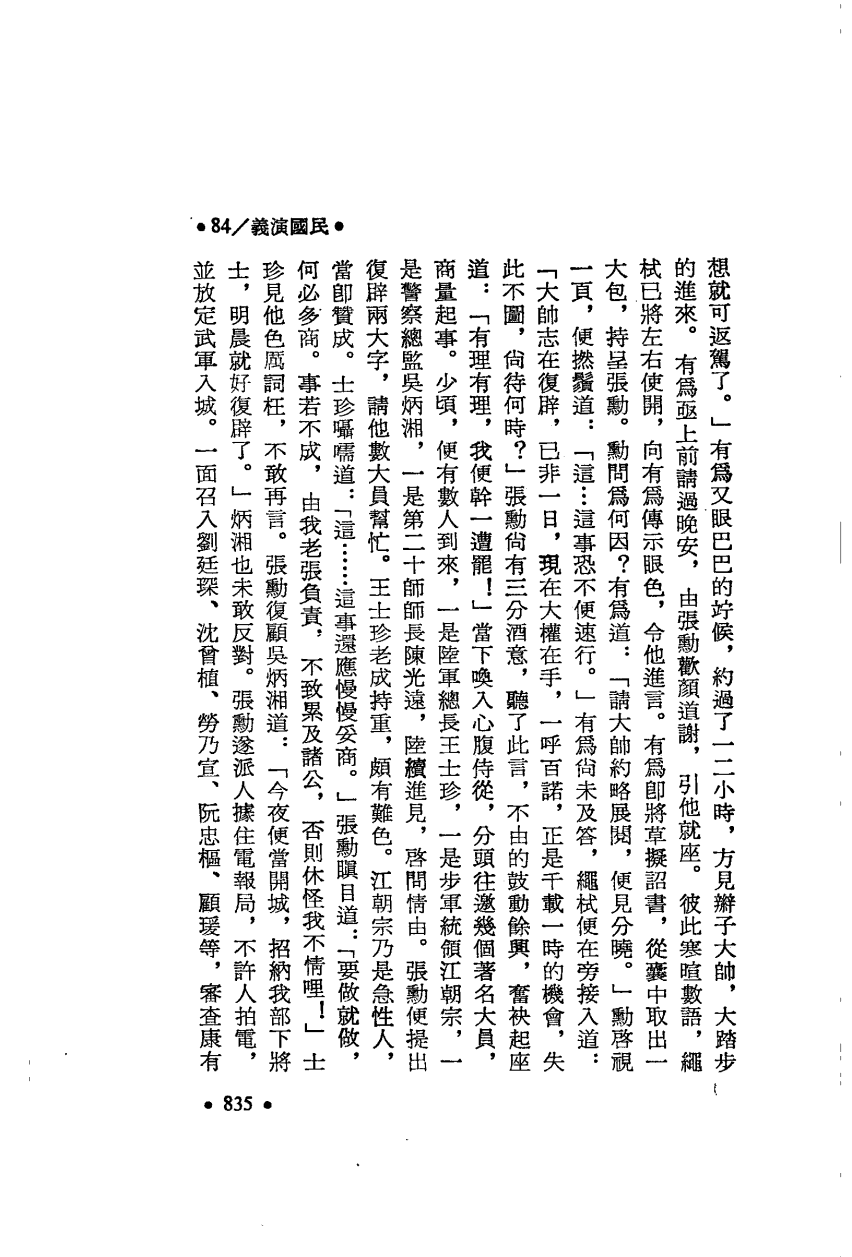 •84/義演國民•
想就可返駕了。」有爲又眼巴巴的竚候，約過了一二小時，方見辮子大帥，大踏步
的進來。有爲亟上前請過晚安，由張勳歡顏道謝，引他就座。彼此寒暄數語，繩
栻已將左右使開，向有爲傳示眼色，令他進言。有爲卽將草擬詔書，從囊中取出一
大包，持呈張勳。勳問爲何因？有爲道：「請大帥約略展閱，便見分曉。」勳啓視
一頁，便撚鬚道：「這…這事恐不便速行。」有爲尙未及答，繩栻便在旁接入道：
「大帥志在復辟，已非一日，現在大權在手，一呼百諾，正是千載一時的機會，失
此不圖，尙待何時？」張勳尙有三分酒意，聽了此言，不由的鼓動餘興，奮袂起座
道：「有理有理，我便幹一遭罷！」當下喚入心腹侍從，分頭往邀幾個著名大員，
商量起事。少頃，便有數人到來，一是陸軍總長王士珍，一是步軍統領江朝宗，一
是警察總監吳炳湘，一是第二十師師長陳光遠，陸續進見，啓問情由。張勳便提出
復辟兩大字，請他數大員幫忙。王士珍老成持重，頗有難色。江朝宗乃是急性人，
當卽贊成。士珍囁嚅道：「這……這事還應慢慢妥商。」張勳瞋目道：「要做就做，
何必多商。事若不成，由我老張負責，不致累及諸公，否則休怪我不情哩！」士
珍見他色厲詞枉，不敢再言。張勳復顧吳炳湘道：「今夜便當開城，招納我部下將
士，明晨就好復辟了。」炳湘也未敢反對。張勳遂派人據住電報局，不許人拍電，
並放定武軍入城。一面召入劉廷琛、沈曾植、勞乃宣、阮忠樞、顧瑗等，審查康有
•835•